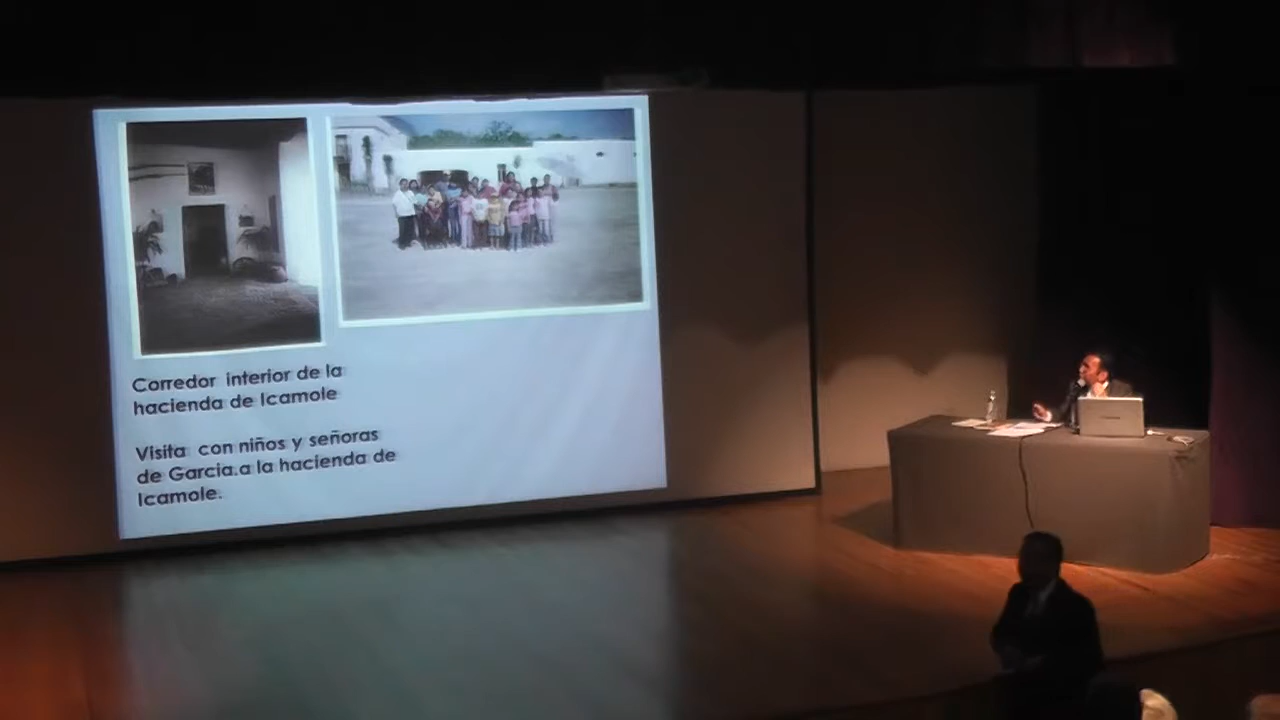 Corredor interior de la
hacienda de Icamole
Visita con niños y señoras
de Garcia.a la hacienda de
Icamole.